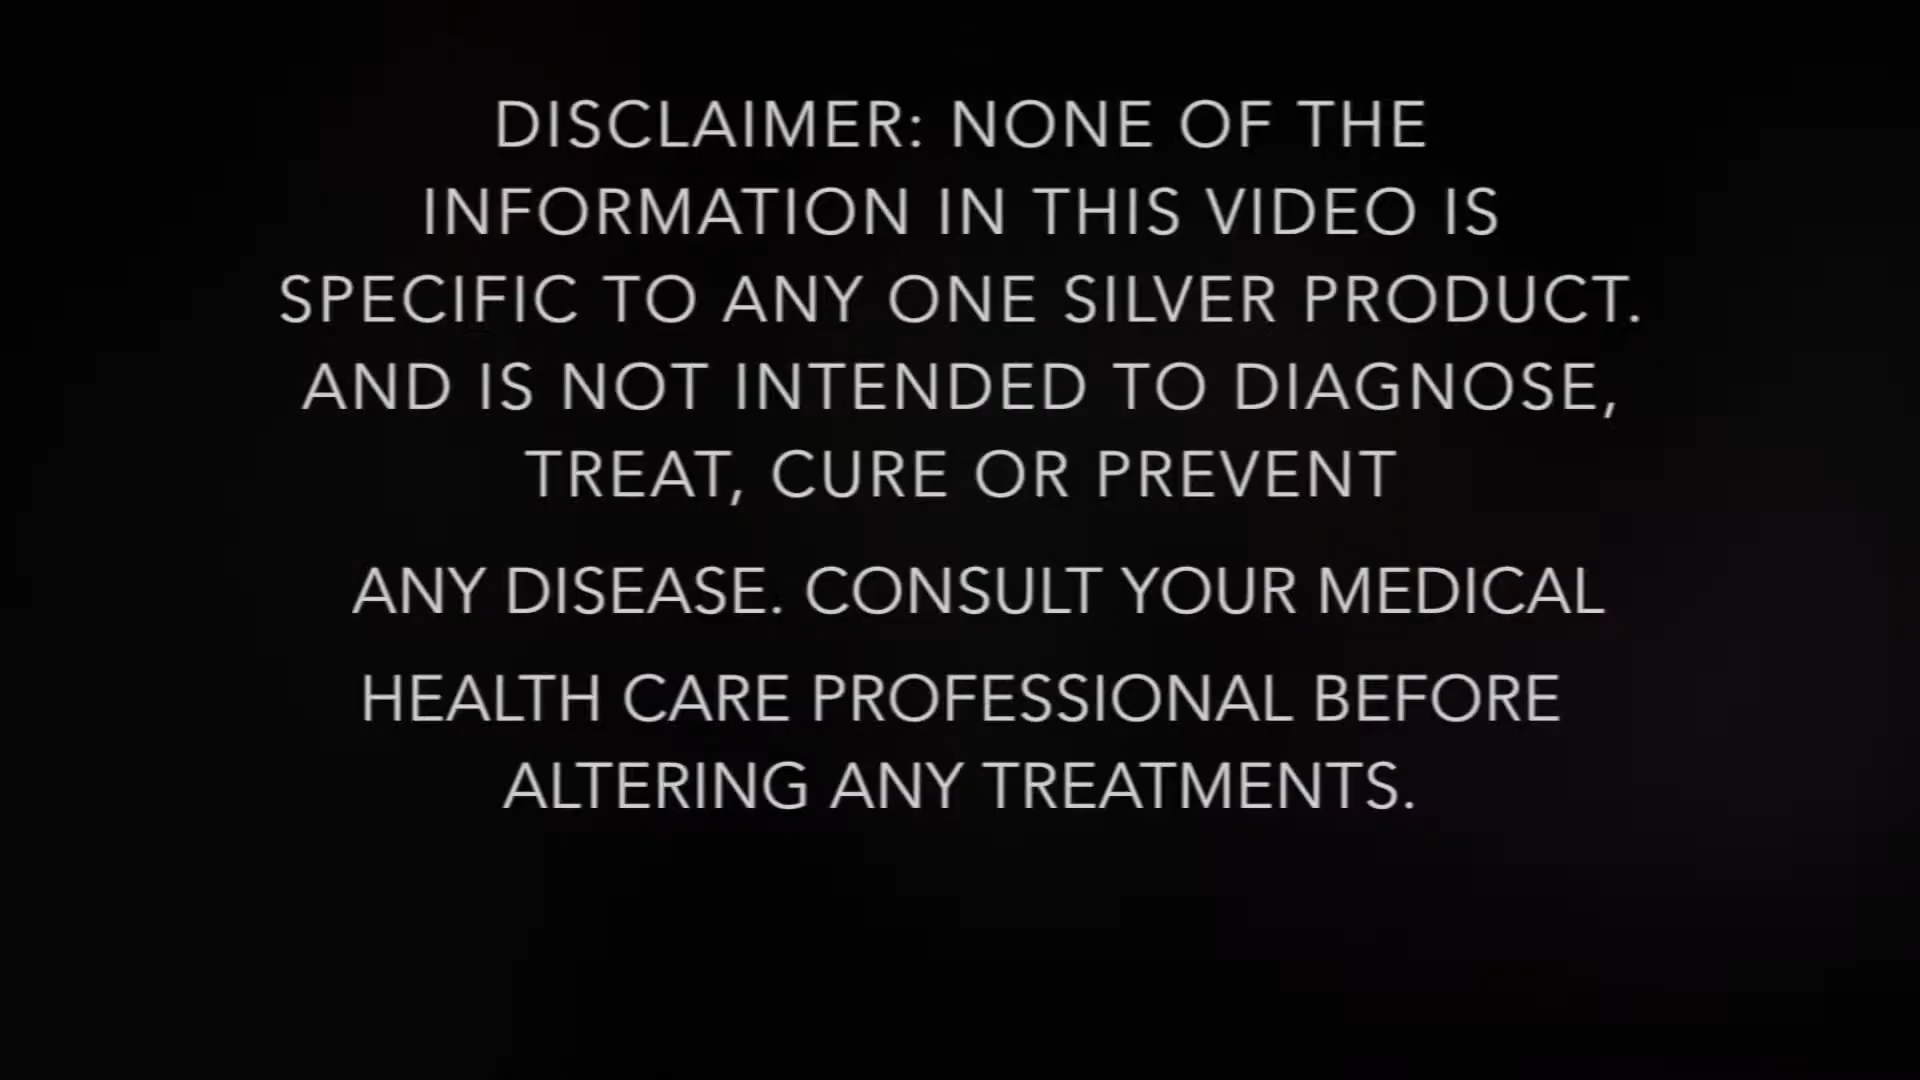 DISCLAIMER: NONE OF THE
INFORMATION IN THIS VIDEO IS
SPECIFIC TO ANY ONE SILVER PRODUCT.
AND IS NOT INTENDED TO DIAGNOSE,
TREAT, CURE OR PREVENT
ANY DISEASE. CONSULT YOUR MEDICAL
HEALTH CARE PROFESSIONAL BEFORE
ALTERING ANY TREATMENTS.